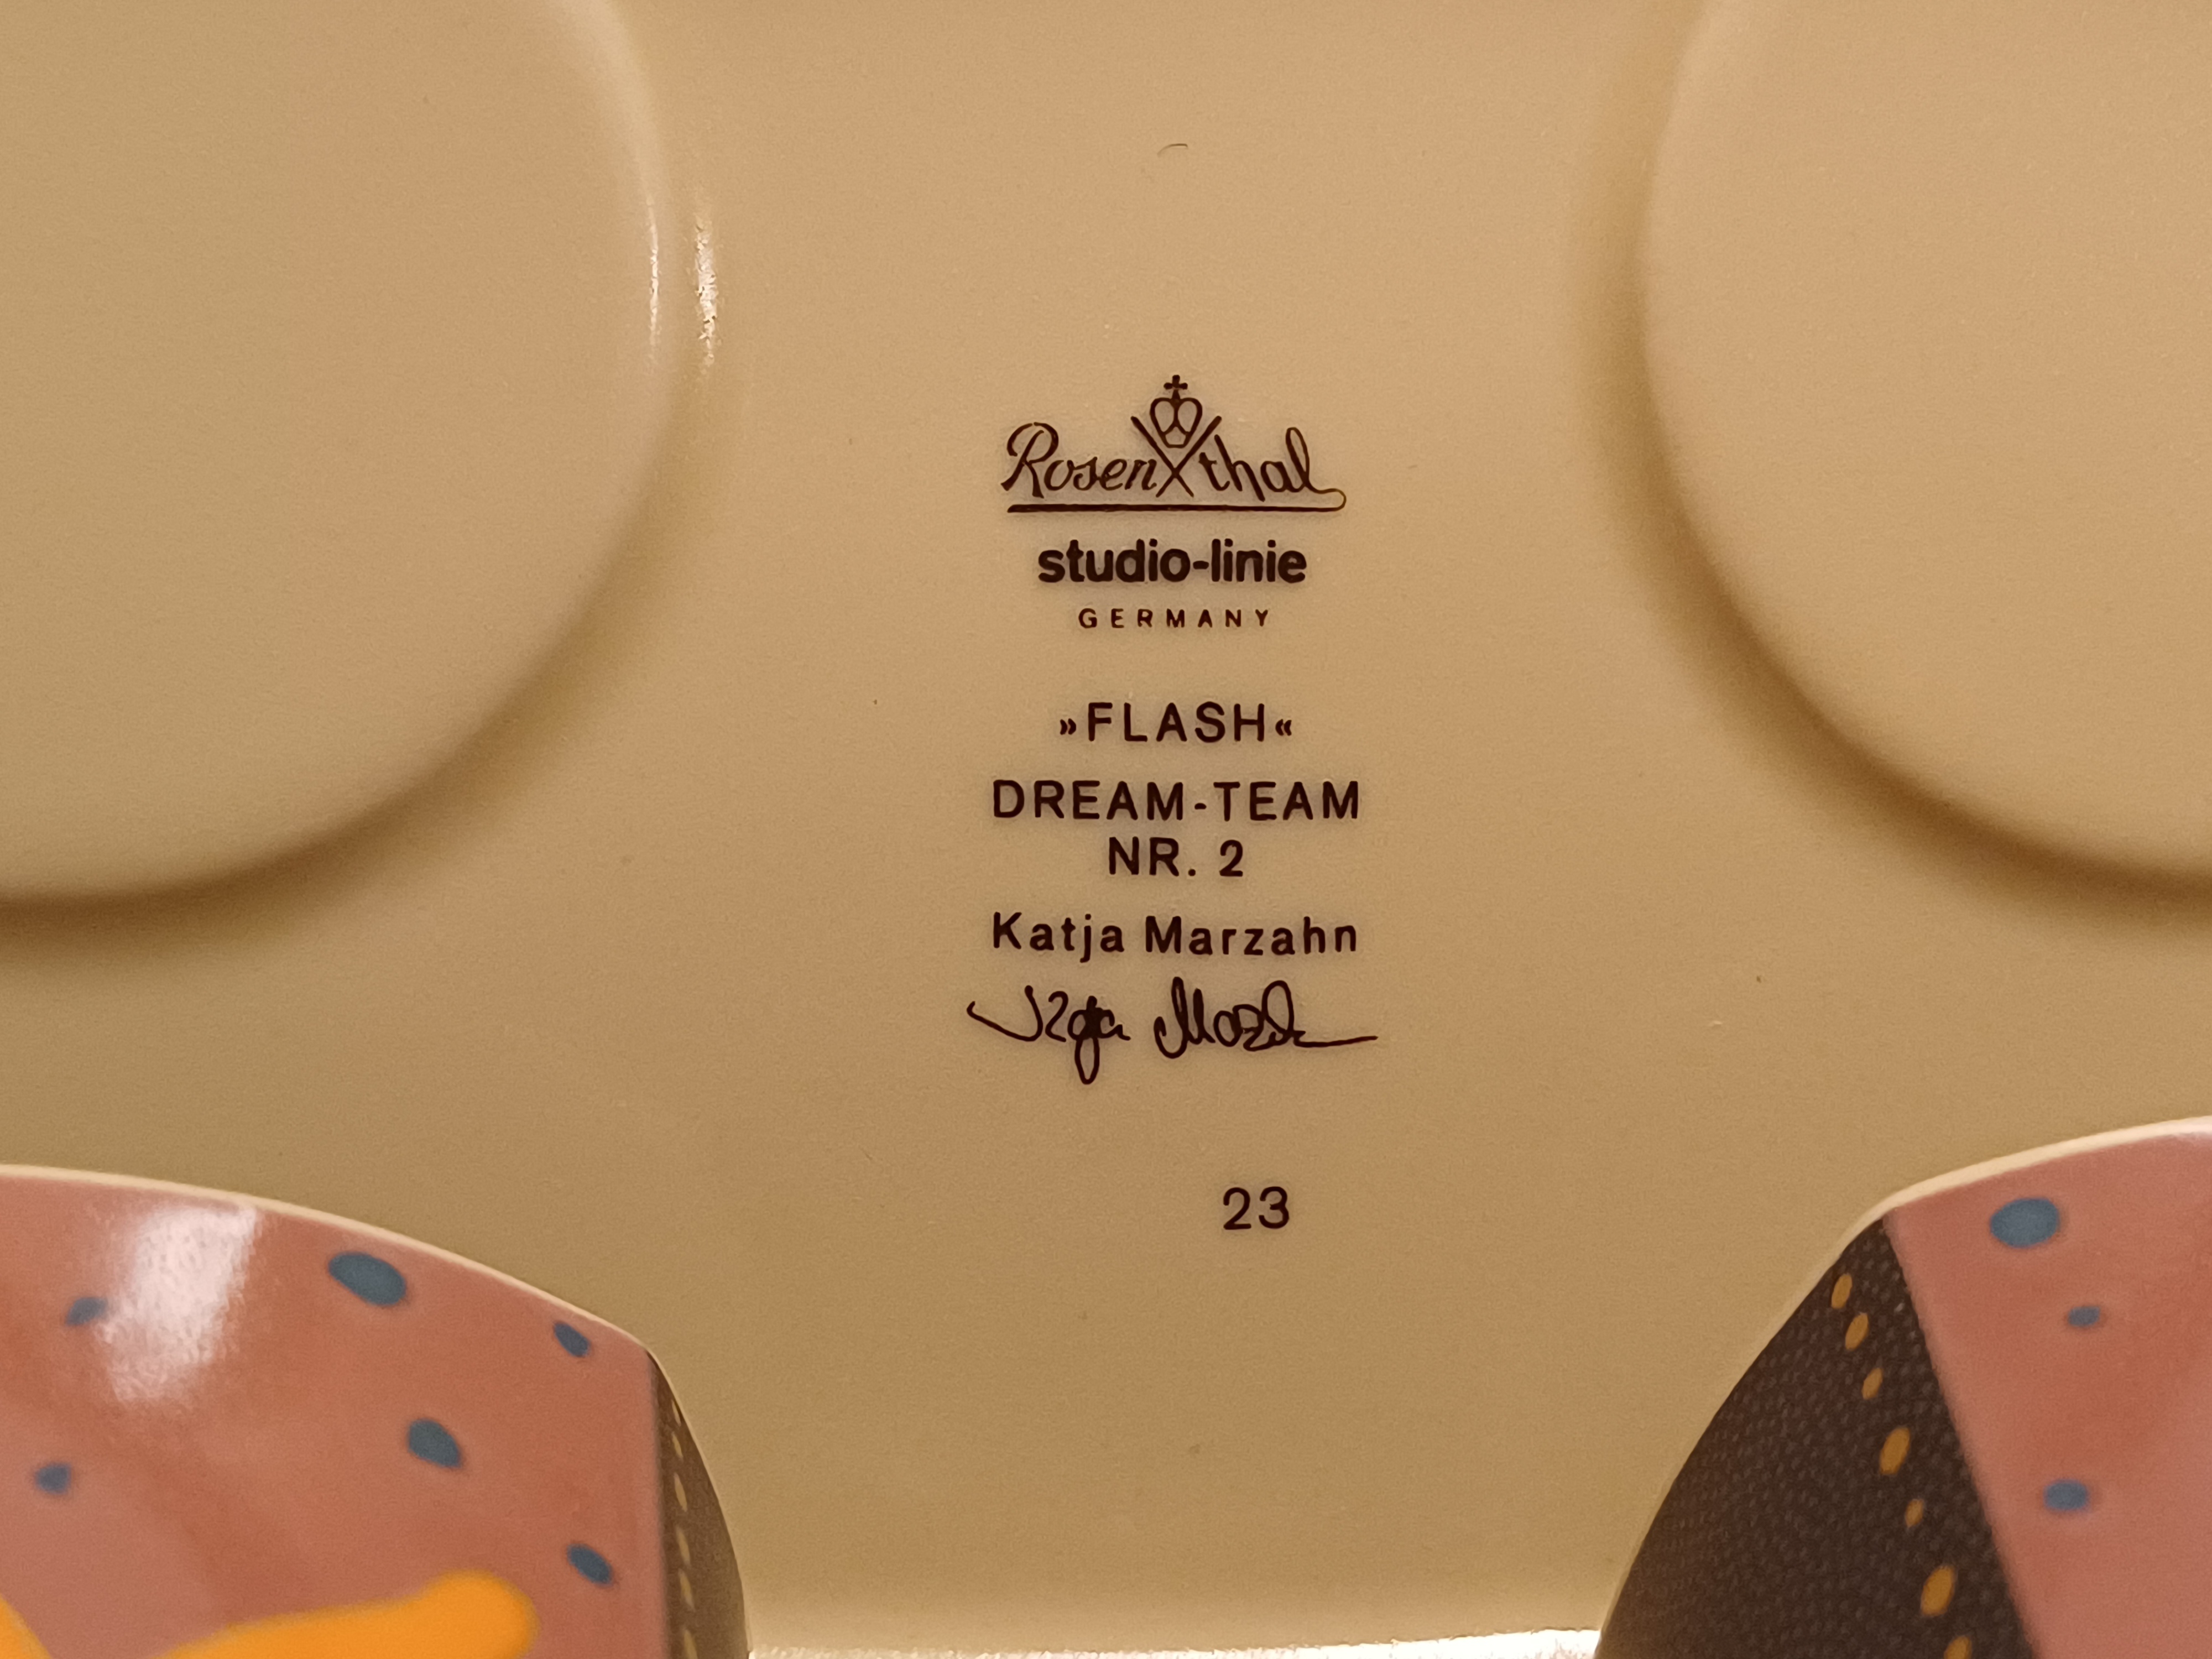 Rosenthal
studio-linie
GERMANY
»FLASH«
DREAM-TEAM
NR. 2
Katja Marzahn
23